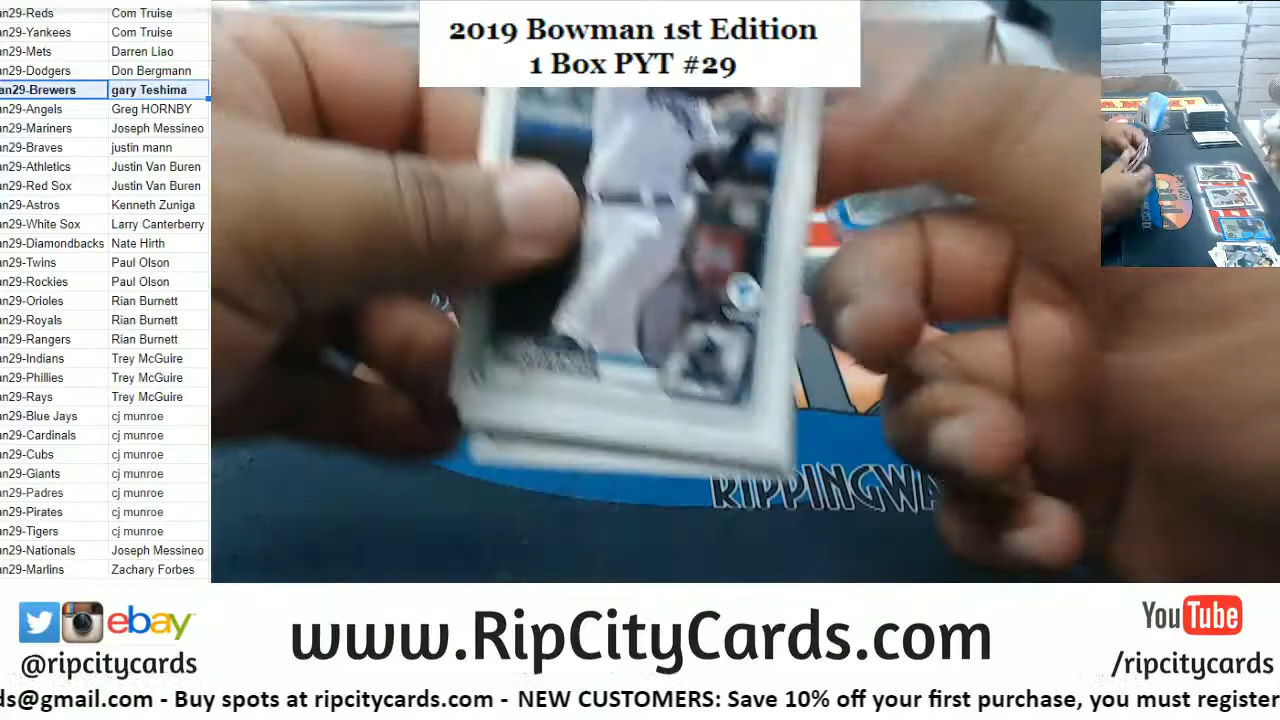 2019 Bowman 1st Edition
1 Box PYT #29
an29-Reds Com Truise
an29-Yankees Com Truise
an29-Mets Darren Liao
an29-Dodgers Don Bergmann
an29-Brewers gary Teshima
an29-Angels Greg HORNBY
an29-Mariners Joseph Messineo
an29-Braves justin mann
an29-Athletics Justin Van Buren
an29-Red Sox Justin Van Buren
an29-Astros Kenneth Zuniga
an29-White Sox Larry Canterberry
an29-Diamondbacks Nate Hirth
an29-Twins Paul Olson
an29-Rockies Paul Olson
an29-Orioles Rian Burnett
an29-Royals Rian Burnett
an29-Rangers Rian Burnett
an29-Indians Trey McGuire
an29-Phillies Trey McGuire
an29-Rays Trey McGuire
an29-Blue Jays cj munroe
an29-Cardinals cj munroe
an29-Cubs cj munroe
an29-Giants cj munroe
an29-Padres cj munroe
an29-Pirates cj munroe
an29-Tigers cj munroe
an29-Nationals Joseph Messineo
an29-Marlins Zachary Forbes
RIPPINGWA
ebay
@ripcitycards
www.RipCityCards.com
YouTube
/ripcitycards
ds@gmail.com - Buy spots at ripcitycards.com - NEW CUSTOMERS: Save 10% off your first purchase, you must register